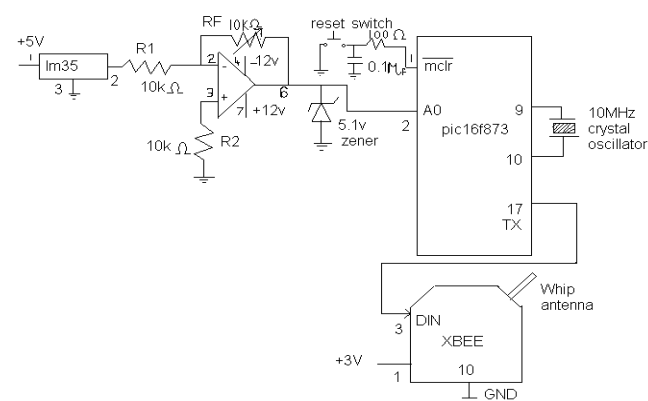 +5V
1
lm35
2
3
R1
10kΩ
RF
10kΩ
2
-
4
-12v
3
+
7
+12v
6
10k Ω
R2
5.1v
zener
reset switch
100 Ω
0.1MuF
1
mclr
A0
2
pic16f873
9
10
10MHz
crystal
oscillator
17
TX
Whip
antenna
DIN
3
XBEE
+3V
1
10
GND